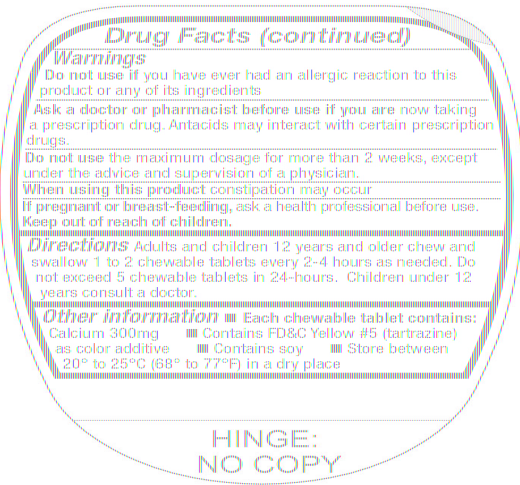 Drug Facts (continued)
Warnings
Do not use if you have ever had an allergic reaction to this
product or any of its ingredients
Ask a doctor or pharmacist before use if you are now taking
a prescription drug. Antacids may interact with certain prescription
drugs.
Do not use the maximum dosage for more than 2 weeks, except
under the advice and supervision of a physician.
When using this product constipation may occur
If pregnant or breast-feeding, ask a health professional before use.
Keep out of reach of children.
Directions Adults and children 12 years and older chew and
swallow 1 to 2 chewable tablets every 2-4 hours as needed. Do
not exceed 5 chewable tablets in 24-hours. Children under 12
years consult a doctor.
Other information Each chewable tablet contains:
Calcium 300mg Contains FD&C Yellow #5 (tartrazine)
as color additive Contains soy Store between
20° to 25°C (68° to 77°F) in a dry place
HINGE:
NO COPY